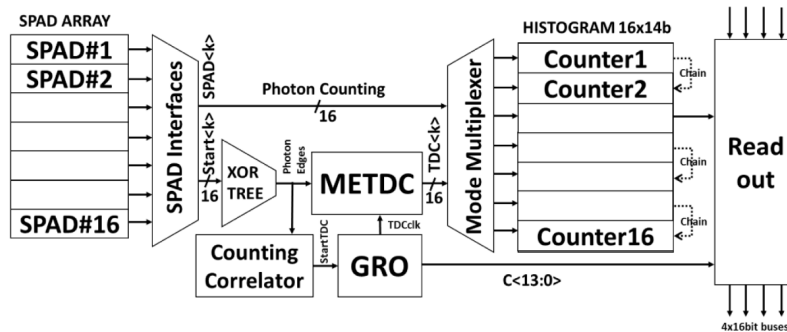 SPAD ARRAY
SPAD#1
SPAD#2
SPAD#16
SPAD Interfaces
SPAD<k>
Start<k>
16
Photon Counting
16
XOR
TREE
Photon
Edges
METDC
TDC<k>
16
Counting
Correlator
StartTDC
GRO
TDCclk
C<13:0>
Mode Multiplexer
HISTOGRAM 16x14b
Counter1
Counter2
Counter16
Chain
Chain
Chain
Read
out
4x16bit buses